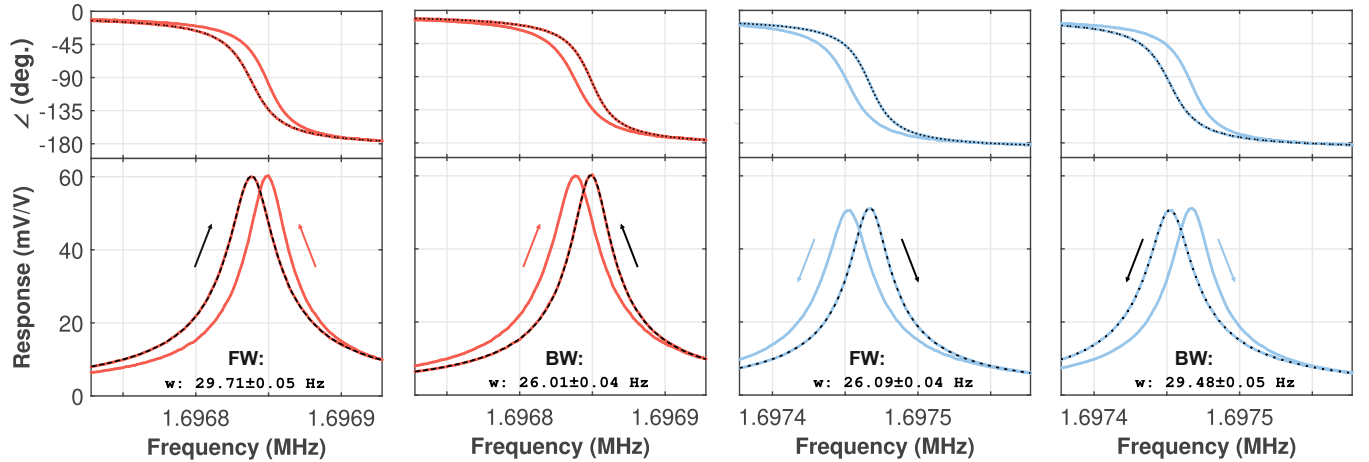 0
-45
-90
-135
-180
∠ (deg.)
60
40
20
0
Response (mV/V)
FW:
w: 29.71±0.05 Hz
BW:
w: 26.01±0.04 Hz
FW:
w: 26.09±0.04 Hz
BW:
w: 29.48±0.05 Hz
1.6968 1.6969
1.6968 1.6969
1.6974 1.6975
1.6974 1.6975
Frequency (MHz)
Frequency (MHz)
Frequency (MHz)
Frequency (MHz)